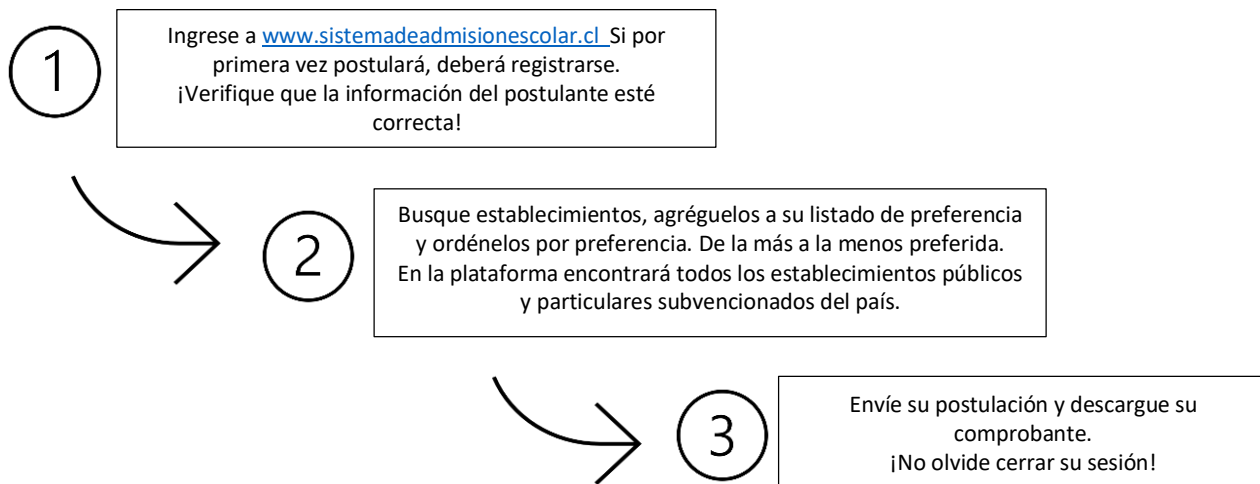 1
Ingrese a www.sistemadeadmisionescolar.cl Si por
primera vez postulará, deberá registrarse.
¡Verifique que la información del postulante esté
correcta!
2
Busque establecimientos, agréguelos a su listado de preferencia
y ordénelos por preferencia. De la más a la menos preferida.
En la plataforma encontrará todos los establecimientos públicos
y particulares subvencionados del país.
3
Envíe su postulación y descargue su
comprobante.
¡No olvide cerrar su sesión!